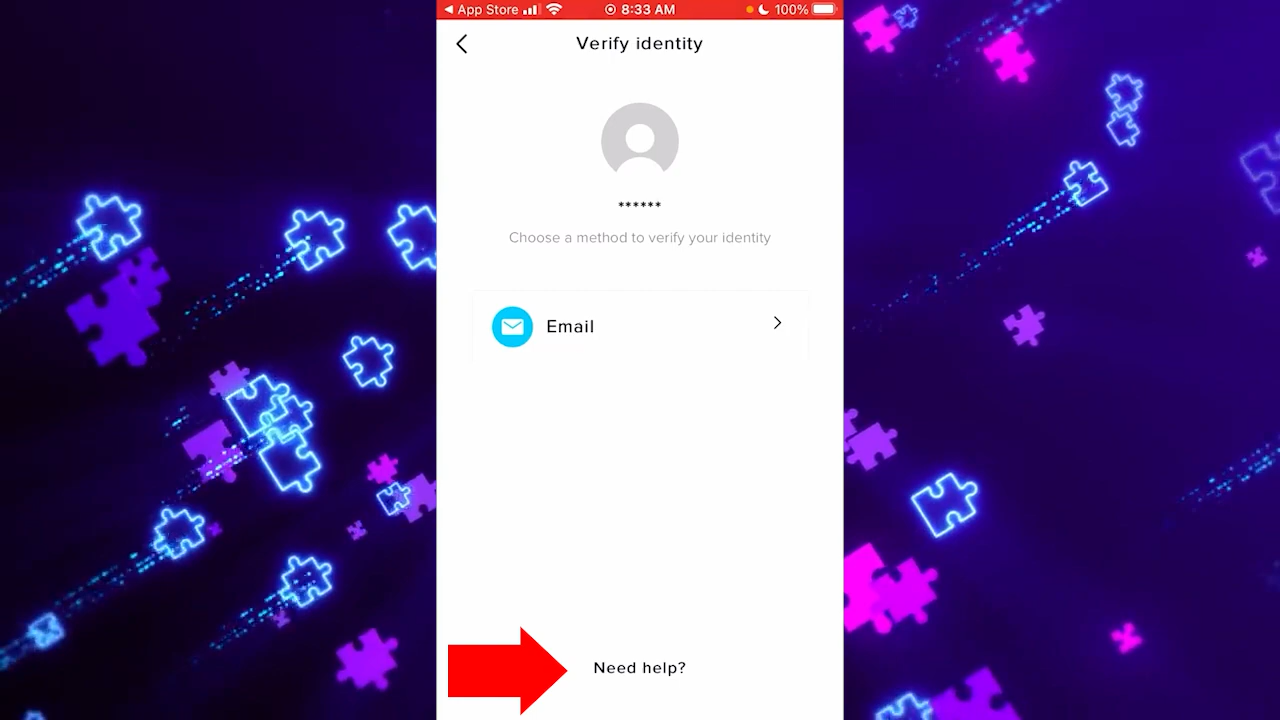 App Store 8:33 AM 100%
Verify identity
******
Choose a method to verify your identity
Email
Need help?